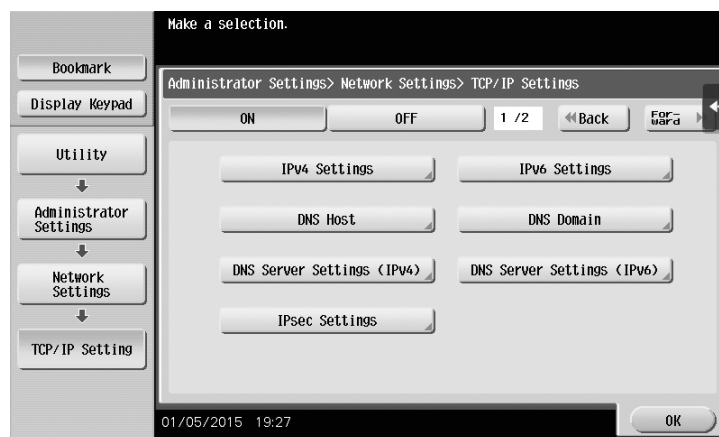 Make a selection.
Bookmark
Display Keypad
Administrator Settings> Network Settings> TCP/IP Settings
ON
OFF
1 /2
Back
For-
ward
Utility
Administrator
Settings
Network
Settings
TCP/IP Setting
IPv4 Settings
IPv6 Settings
DNS Host
DNS Domain
DNS Server Settings (IPv4)
DNS Server Settings (IPv6)
IPsec Settings
01/05/2015 19:27
OK